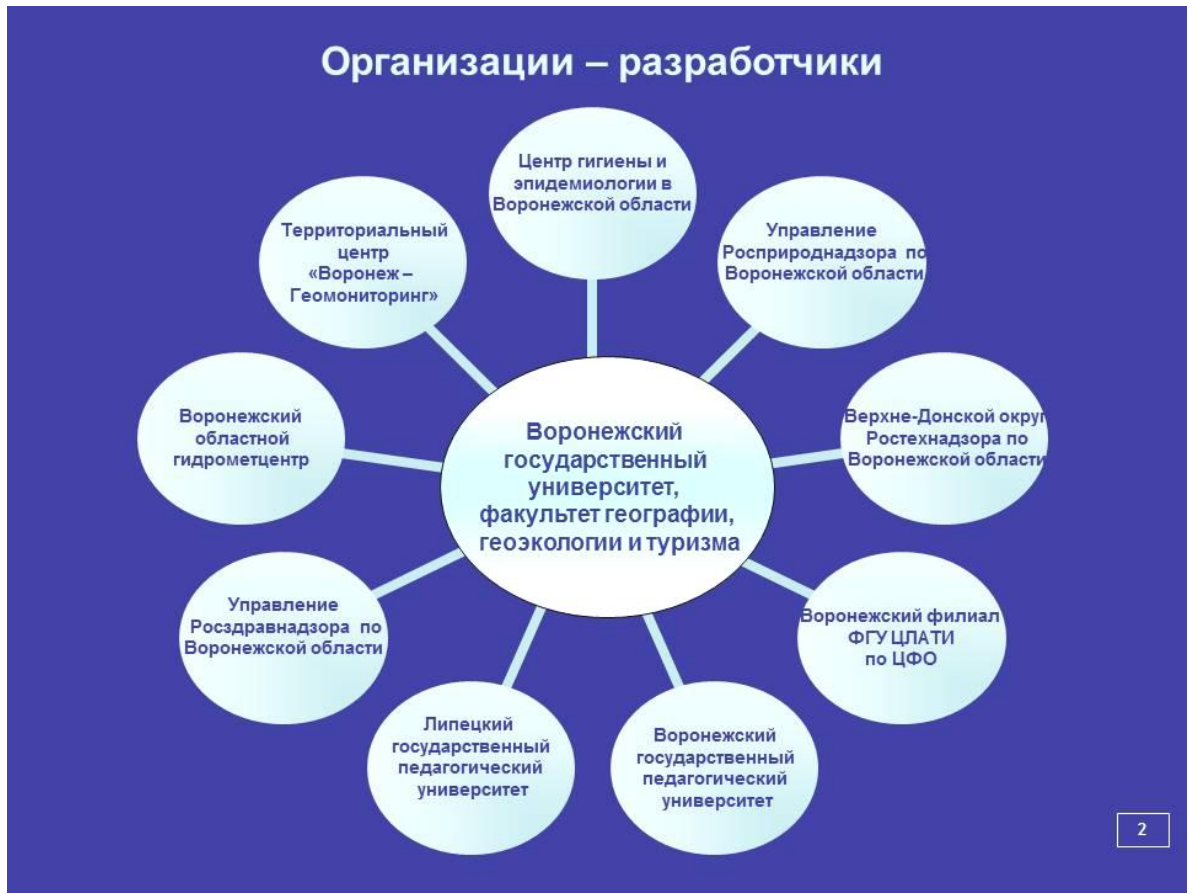 Организации – разработчики
Центр гигиены и
эпидемиологии в
Воронежской области
Управление
Росприроднадзора по
Воронежской области
Верхне-Донской округ
Ростехнадзора по
Воронежской области
Воронежский филиал
ФГУ ЦЛАТИ
по ЦФО
Воронежский
государственный
педагогический
университет
Липецкий
государственный
педагогический
университет
Управление
Росздравнадзора по
Воронежской области
Воронежский
областной
гидрометцентр
Территориальный
центр
«Воронеж –
Геомониторинг»
Воронежский
государственный
университет,
факультет географии,
геоэкологии и туризма
2